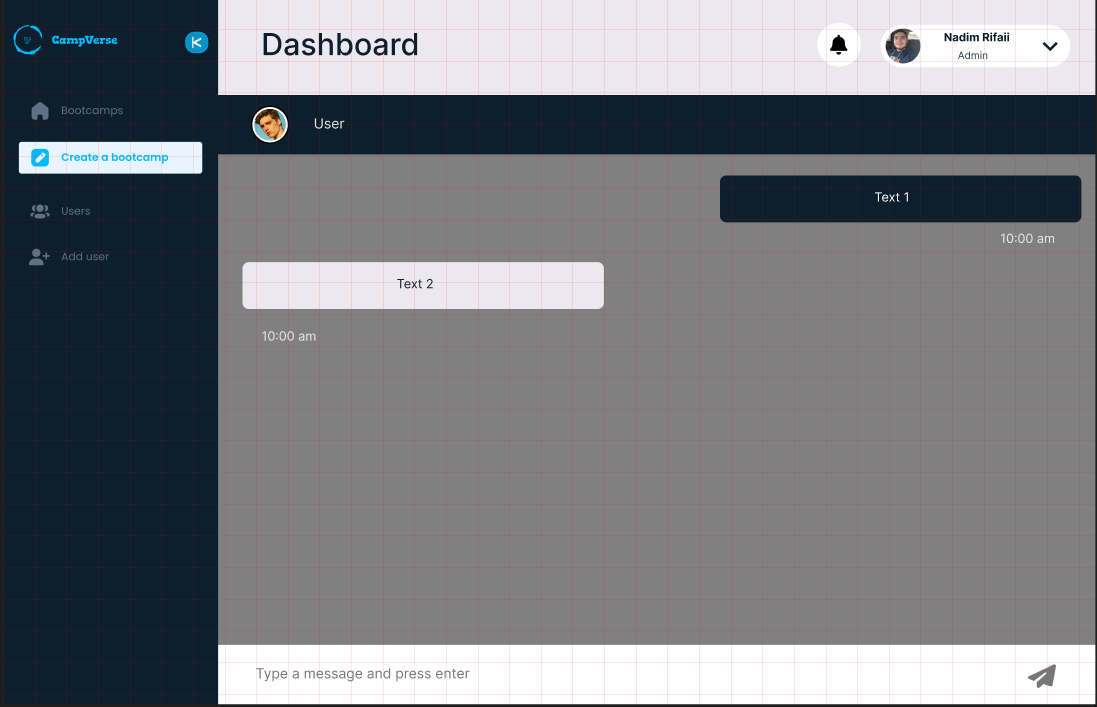 CampVerse
Bootcamps
Create a bootcamp
Users
Add user
Dashboard
Nadim Rifaii
Admin
User
Text 1
10:00 am
Text 2
10:00 am
Type a message and press enter